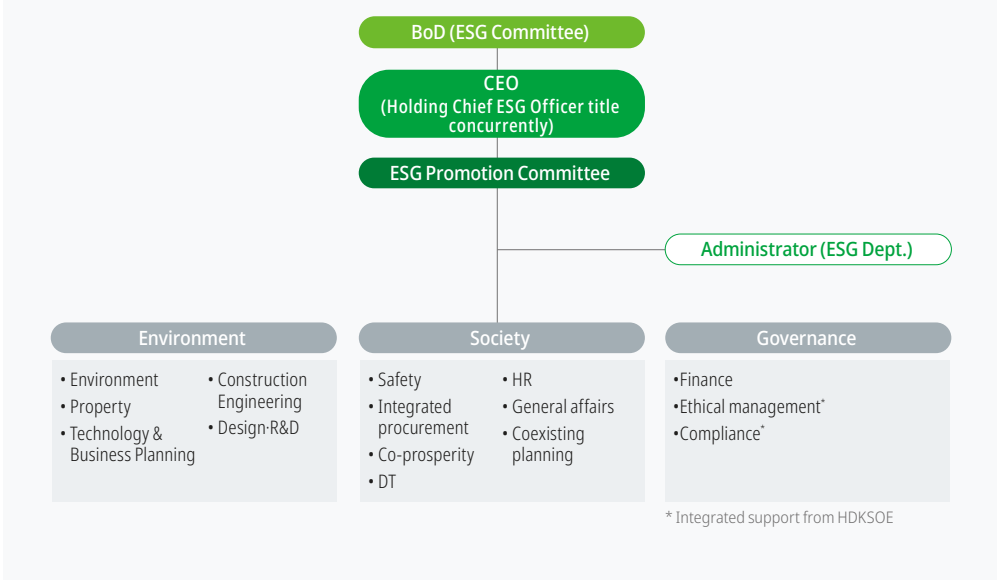 BoD (ESG Committee)
CEO
(Holding Chief ESG Officer title
concurrently)
ESG Promotion Committee
Administrator (ESG Dept.)
Environment
• Environment
• Property
• Technology &
Business Planning
• Construction
Engineering
• Design·R&D
Society
• Safety
• Integrated
procurement
• Co-prosperity
• DT
• HR
• General affairs
• Coexisting
planning
Governance
•Finance
•Ethical management*
•Compliance*
* Integrated support from HDKSOE